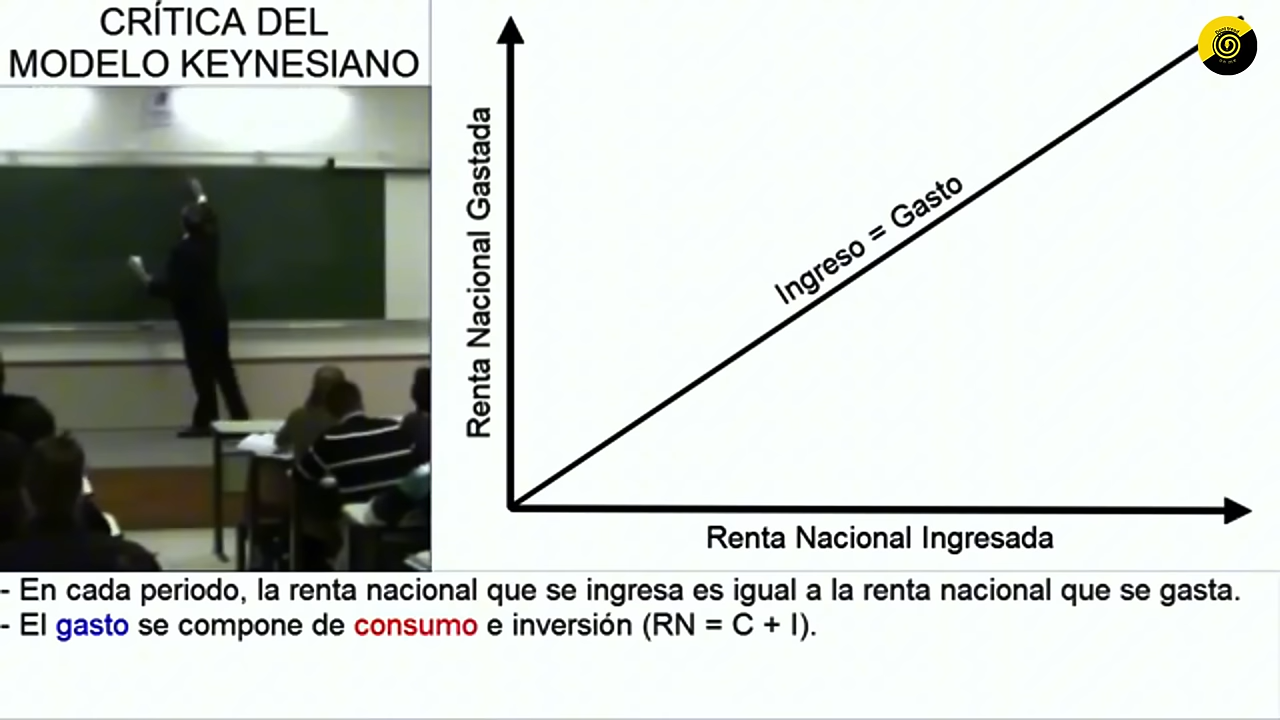 CRÍTICA DEL
MODELO KEYNESIANO
Renta Nacional Gastada
Ingreso = Gasto
Renta Nacional Ingresada
- En cada periodo, la renta nacional que se ingresa es igual a la renta nacional que se gasta.
- El gasto se compone de consumo e inversión (RN = C + I).